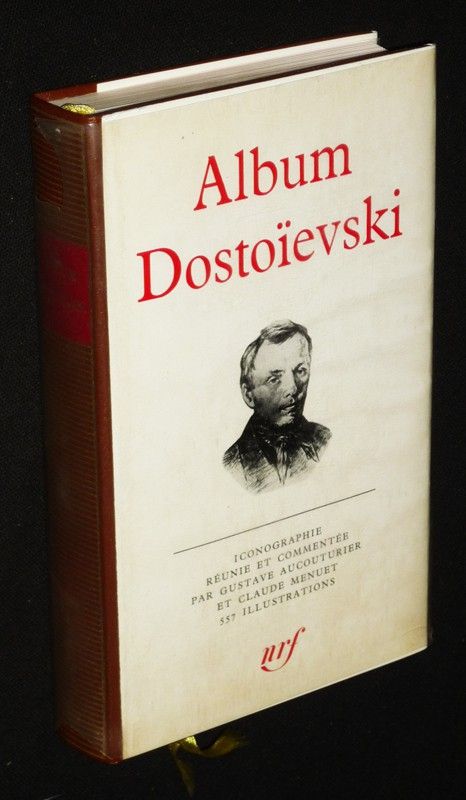 Album
Dostoïevski
ICONOGRAPHIE
RÉUNIE ET COMMENTÉE
PAR GUSTAVE AUCOUTURIER
ET CLAUDE MENUET
557 ILLUSTRATIONS
nrf